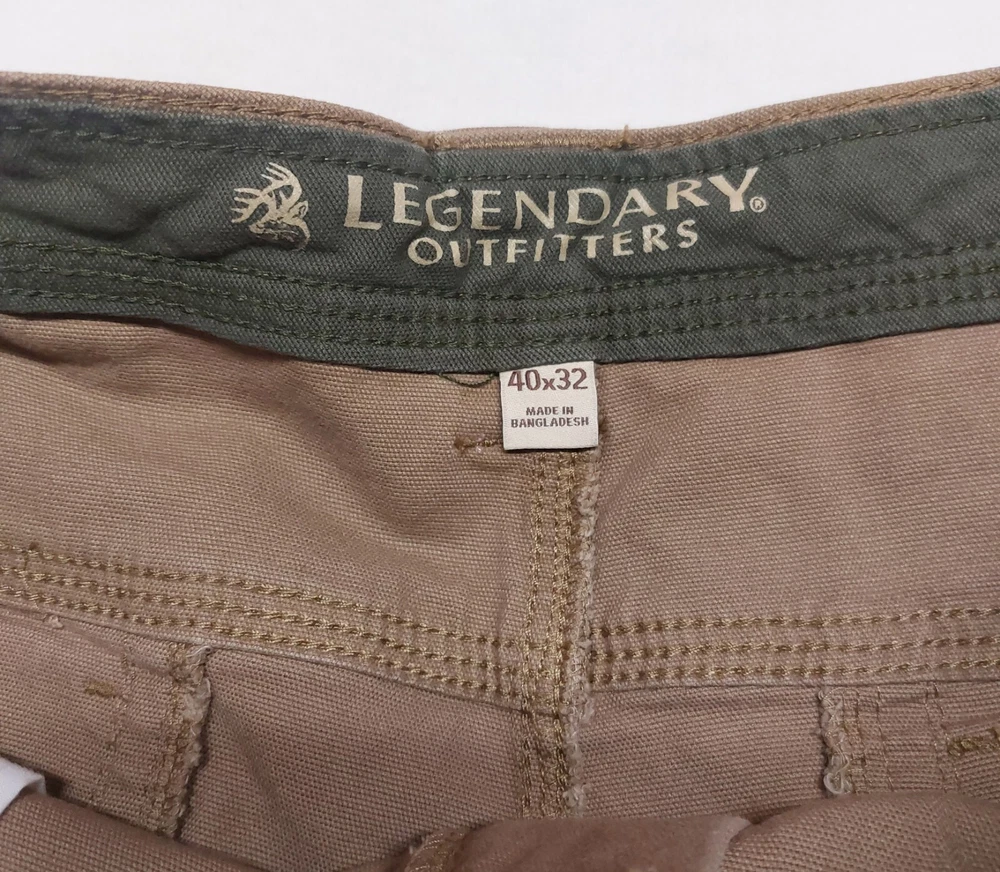 LEGENDARY®
OUTFITTERS
40x32
MADE IN
BANGLADESH